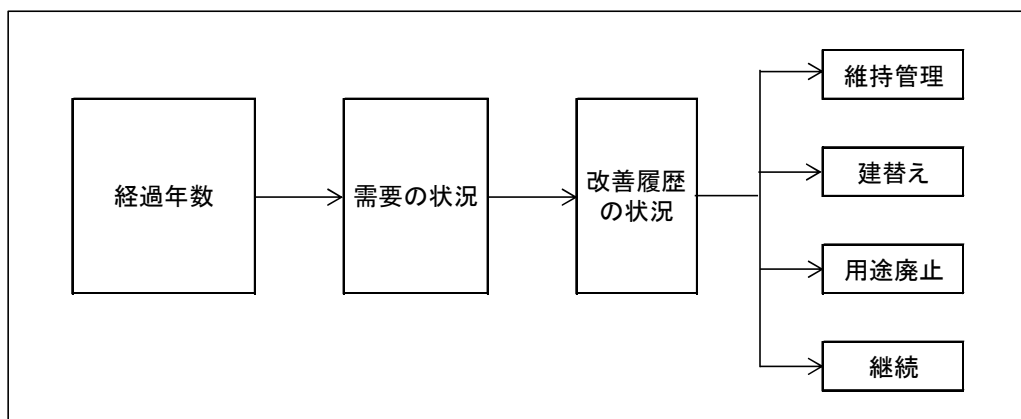 経過年数
需要の状況
改善履歴
の状況
維持管理
建替え
用途廃止
継続